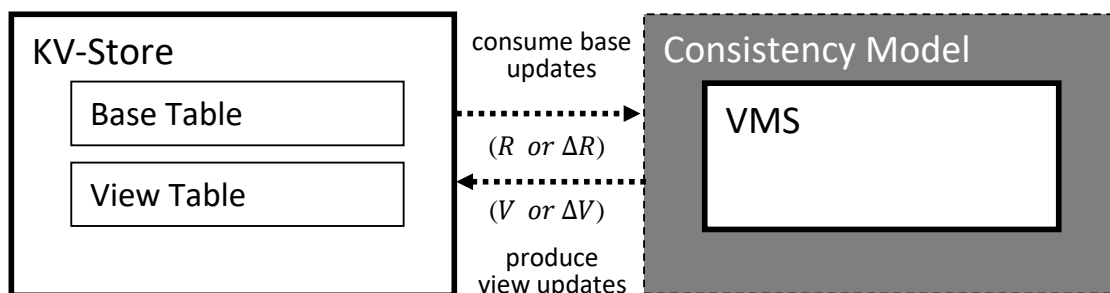 KV-Store
Base Table
View Table
consume base
updates
(R or ΔR)
(V or ΔV)
produce
view updates
Consistency Model
VMS